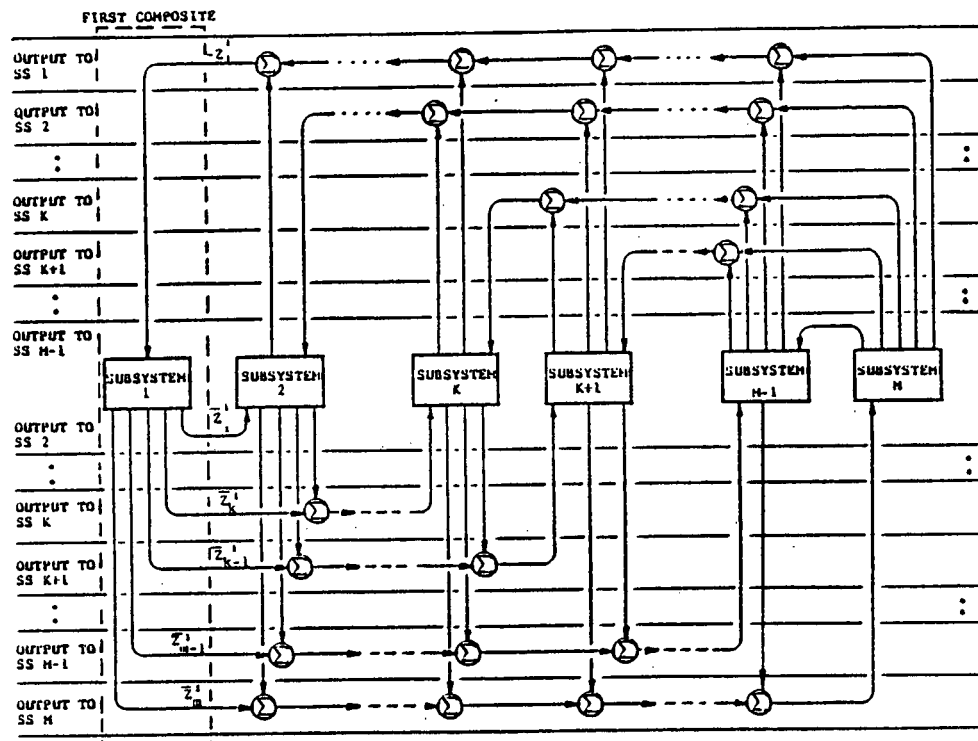 FIRST COMPOSITE
OUTPUT TO
SS 1
z¹
Σ
Σ
Σ
Σ
OUTPUT TO
SS 2
Σ
Σ
Σ
OUTPUT TO
SS K
Σ
Σ
OUTPUT TO
SS K+1
Σ
OUTPUT TO
SS M-1
SUBSYSTEM
1
SUBSYSTEM
2
SUBSYSTEM
K
SUBSYSTEM
K+1
SUBSYSTEM
M-1
SUBSYSTEM
M
OUTPUT TO
SS 2
OUTPUT TO
SS K
Σ
OUTPUT TO
SS K+1
Σ
Σ
OUTPUT TO
SS M-1
Σ
Σ
Σ
OUTPUT TO
SS M
Σ
Σ
Σ
Σ